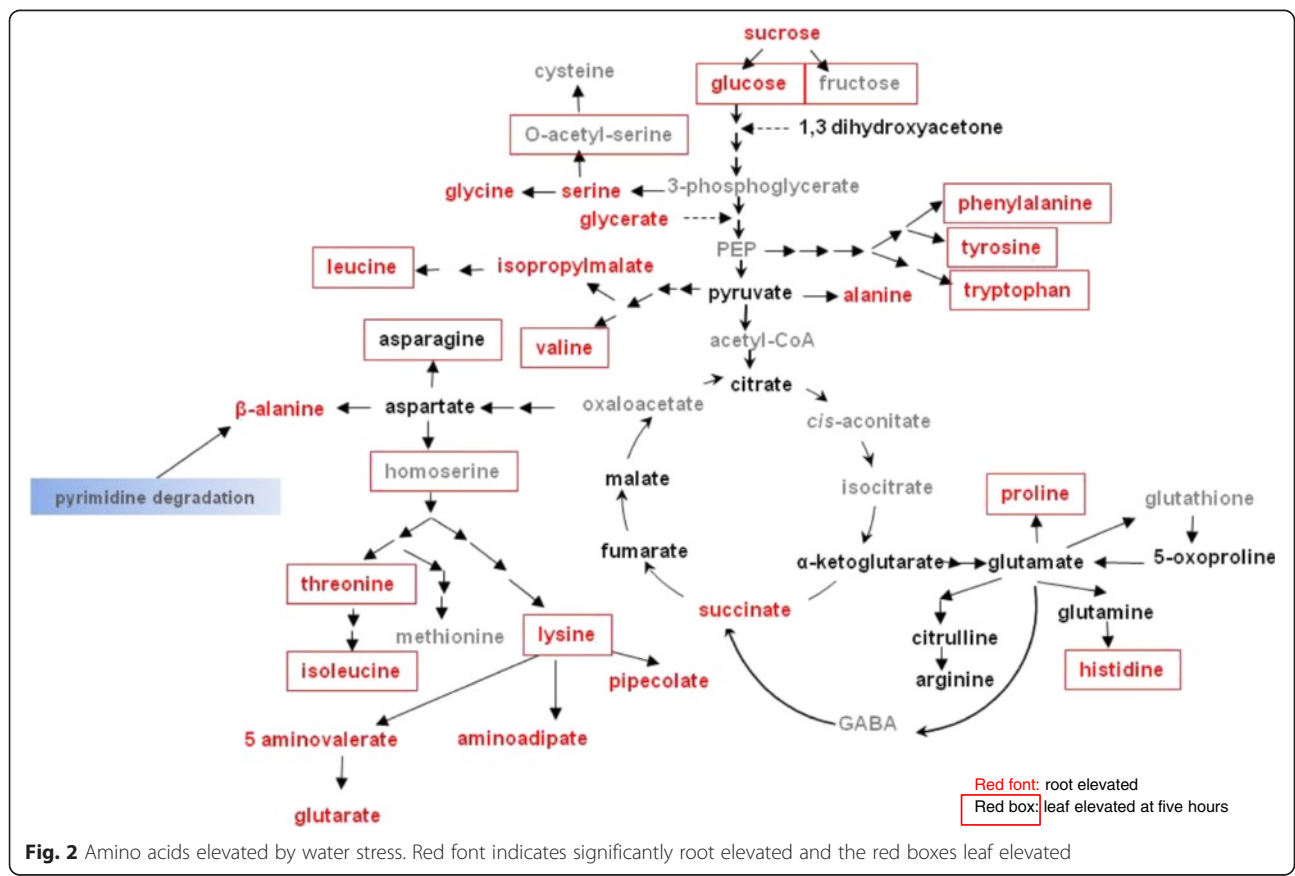 sucrose
cysteine
glucose
fructose
1,3 dihydroxyacetone
O-acetyl-serine
glycine
serine
3-phosphoglycerate
phenylalanine
glycerate
PEP
tyrosine
leucine
isopropylmalate
pyruvate
alanine
tryptophan
asparagine
valine
acetyl-CoA
citrate
β-alanine
aspartate
oxaloacetate
cis-aconitate
homoserine
malate
isocitrate
proline
glutathione
pyrimidine degradation
fumarate
α-ketoglutarate
glutamate
5-oxoproline
threonine
methionine
lysine
succinate
citrulline
glutamine
isoleucine
pipecolate
arginine
histidine
GABA
5 aminovalerate
aminoadipate
glutarate
Red font: root elevated
Red box: leaf elevated at five hours
Fig. 2 Amino acids elevated by water stress. Red font indicates significantly root elevated and the red boxes leaf elevated